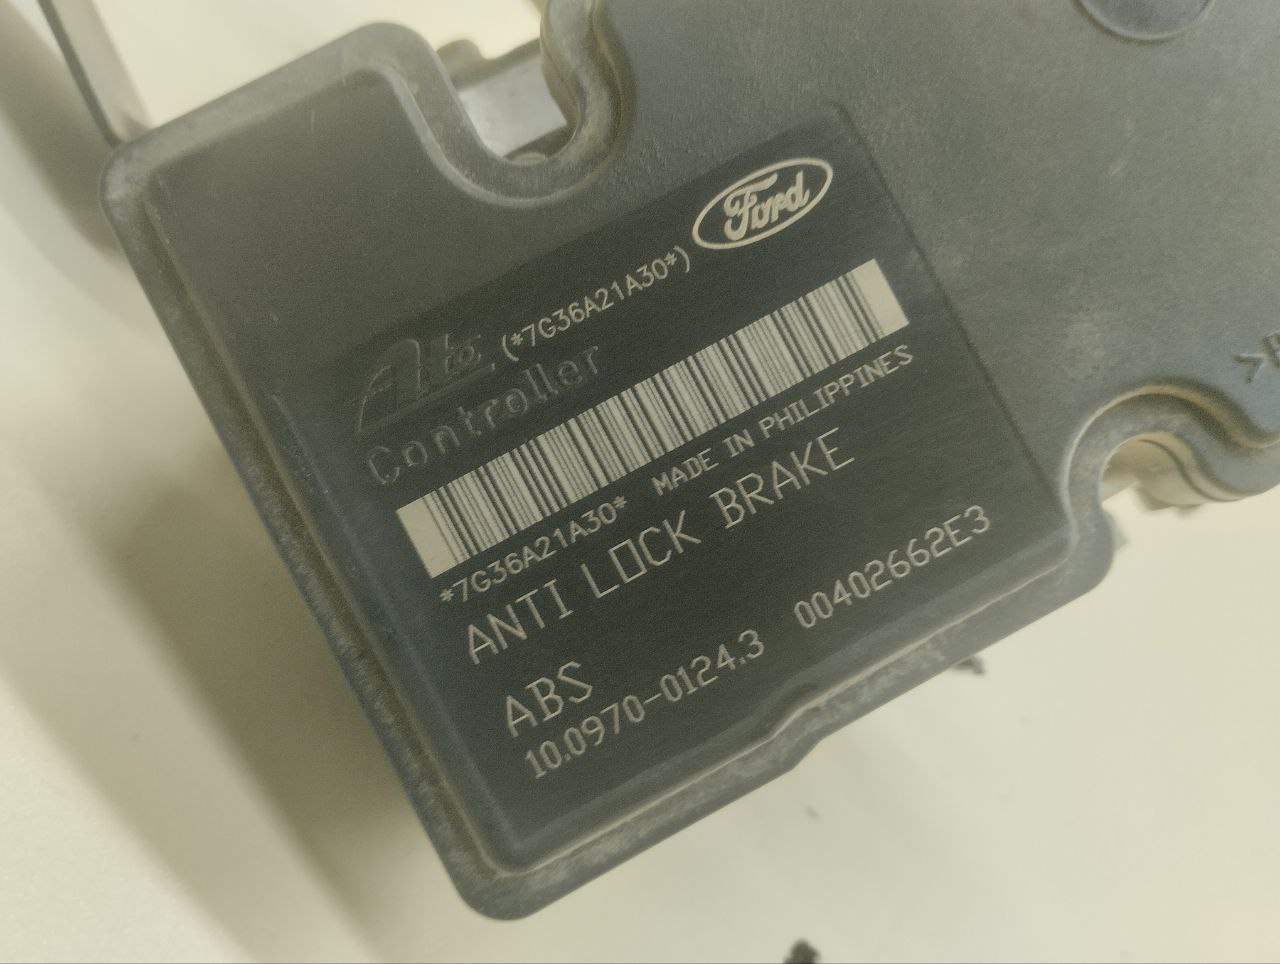 Ford
(*7G36A21A30*)
Ate
Controller
*7G36A21A30* MADE IN PHILIPPINES
ANTI LOCK BRAKE
ABS
10.0970-0124.3 00402662E3